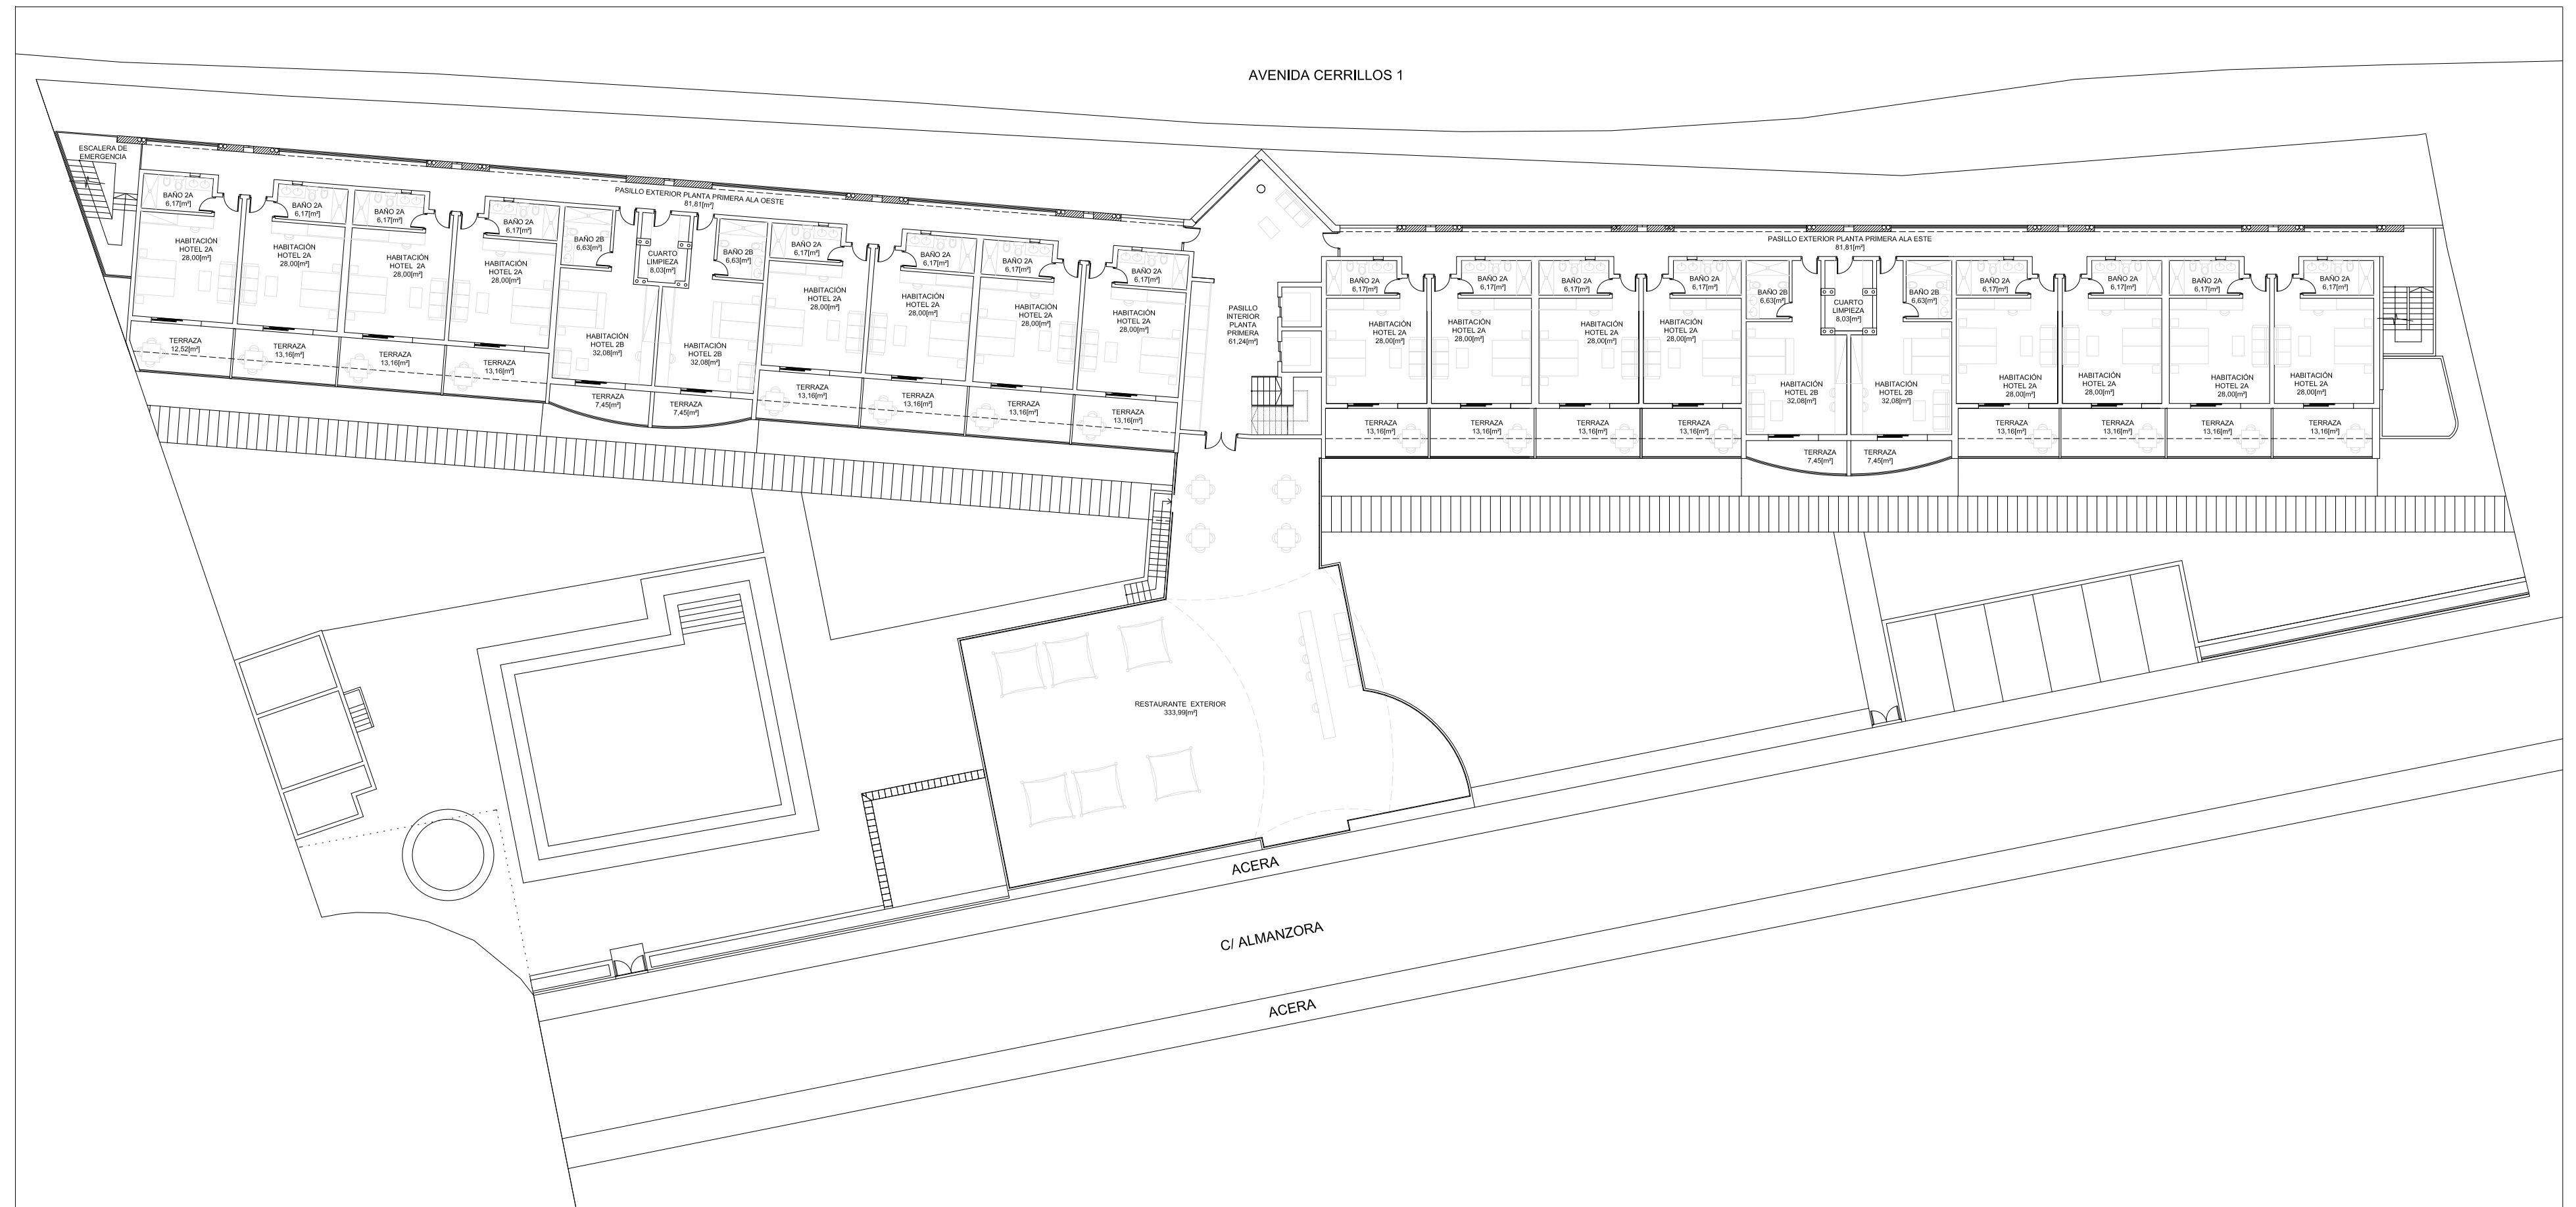 AVENIDA CERRILLOS 1
ESCALERA DE
EMERGENCIA
PASILLO EXTERIOR PLANTA PRIMERA ALA OESTE
81,81[m²]
BAÑO 2A
6,17[m²]
BAÑO 2A
6,17[m²]
BAÑO 2A
6,17[m²]
BAÑO 2A
6,17[m²]
BAÑO 2B
6,63[m²]
CUARTO
LIMPIEZA
8,03[m²]
BAÑO 2B
6,63[m²]
BAÑO 2A
6,17[m²]
BAÑO 2A
6,17[m²]
BAÑO 2A
6,17[m²]
BAÑO 2A
6,17[m²]
HABITACIÓN
HOTEL 2A
28,00[m²]
HABITACIÓN
HOTEL 2A
28,00[m²]
HABITACIÓN
HOTEL 2A
28,00[m²]
HABITACIÓN
HOTEL 2A
28,00[m²]
HABITACIÓN
HOTEL 2B
32,08[m²]
HABITACIÓN
HOTEL 2B
32,08[m²]
HABITACIÓN
HOTEL 2A
28,00[m²]
HABITACIÓN
HOTEL 2A
28,00[m²]
HABITACIÓN
HOTEL 2A
28,00[m²]
HABITACIÓN
HOTEL 2A
28,00[m²]
TERRAZA
12,52[m²]
TERRAZA
13,16[m²]
TERRAZA
13,16[m²]
TERRAZA
13,16[m²]
TERRAZA
7,45[m²]
TERRAZA
7,45[m²]
TERRAZA
13,16[m²]
TERRAZA
13,16[m²]
TERRAZA
13,16[m²]
TERRAZA
13,16[m²]
PASILLO
INTERIOR
PLANTA
PRIMERA
61,24[m²]
PASILLO EXTERIOR PLANTA PRIMERA ALA ESTE
81,81[m²]
BAÑO 2A
6,17[m²]
BAÑO 2A
6,17[m²]
BAÑO 2A
6,17[m²]
BAÑO 2A
6,17[m²]
BAÑO 2B
6,63[m²]
CUARTO
LIMPIEZA
8,03[m²]
BAÑO 2B
6,63[m²]
BAÑO 2A
6,17[m²]
BAÑO 2A
6,17[m²]
BAÑO 2A
6,17[m²]
BAÑO 2A
6,17[m²]
HABITACIÓN
HOTEL 2A
28,00[m²]
HABITACIÓN
HOTEL 2A
28,00[m²]
HABITACIÓN
HOTEL 2A
28,00[m²]
HABITACIÓN
HOTEL 2A
28,00[m²]
HABITACIÓN
HOTEL 2B
32,08[m²]
HABITACIÓN
HOTEL 2B
32,08[m²]
HABITACIÓN
HOTEL 2A
28,00[m²]
HABITACIÓN
HOTEL 2A
28,00[m²]
HABITACIÓN
HOTEL 2A
28,00[m²]
HABITACIÓN
HOTEL 2A
28,00[m²]
TERRAZA
13,16[m²]
TERRAZA
13,16[m²]
TERRAZA
13,16[m²]
TERRAZA
13,16[m²]
TERRAZA
7,45[m²]
TERRAZA
7,45[m²]
TERRAZA
13,16[m²]
TERRAZA
13,16[m²]
TERRAZA
13,16[m²]
TERRAZA
13,16[m²]
RESTAURANTE EXTERIOR
333,99[m²]
ACERA
C/ ALMANZORA
ACERA